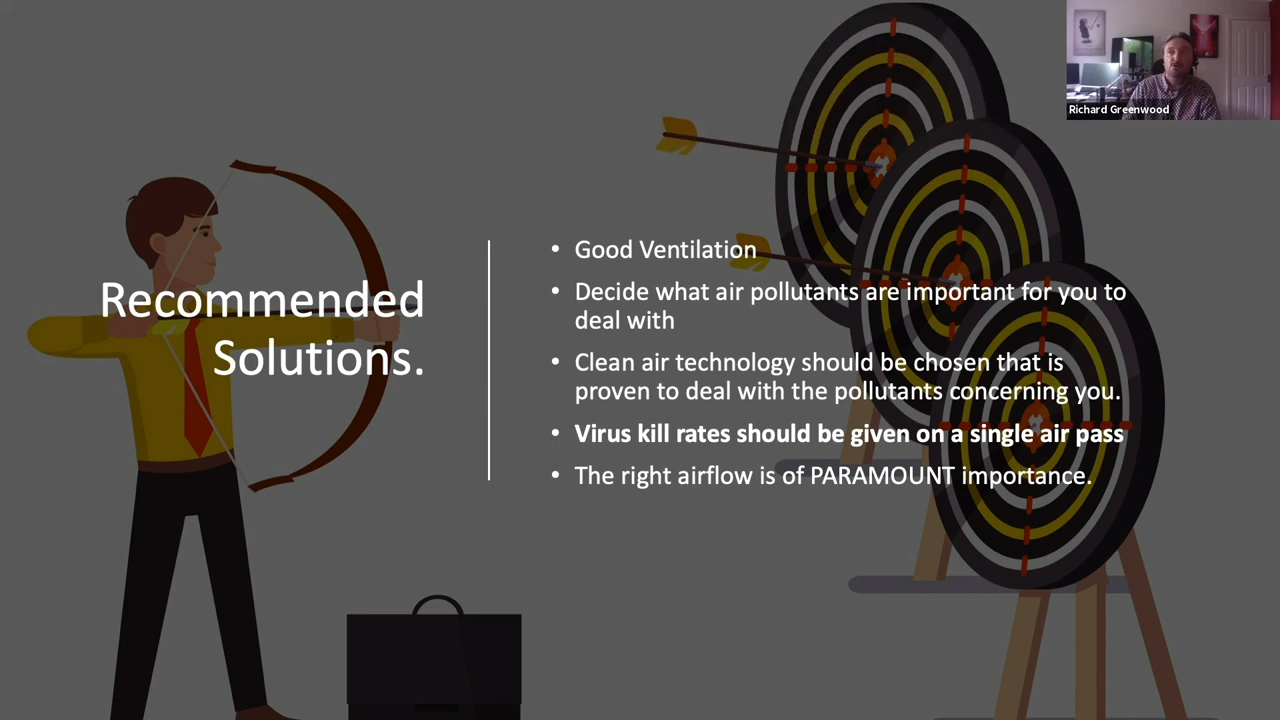 Richard Greenwood
Recommended
Solutions.
• Good Ventilation
• Decide what air pollutants are important for you to
deal with
• Clean air technology should be chosen that is
proven to deal with the pollutants concerning you.
• Virus kill rates should be given on a single air pass
• The right airflow is of PARAMOUNT importance.